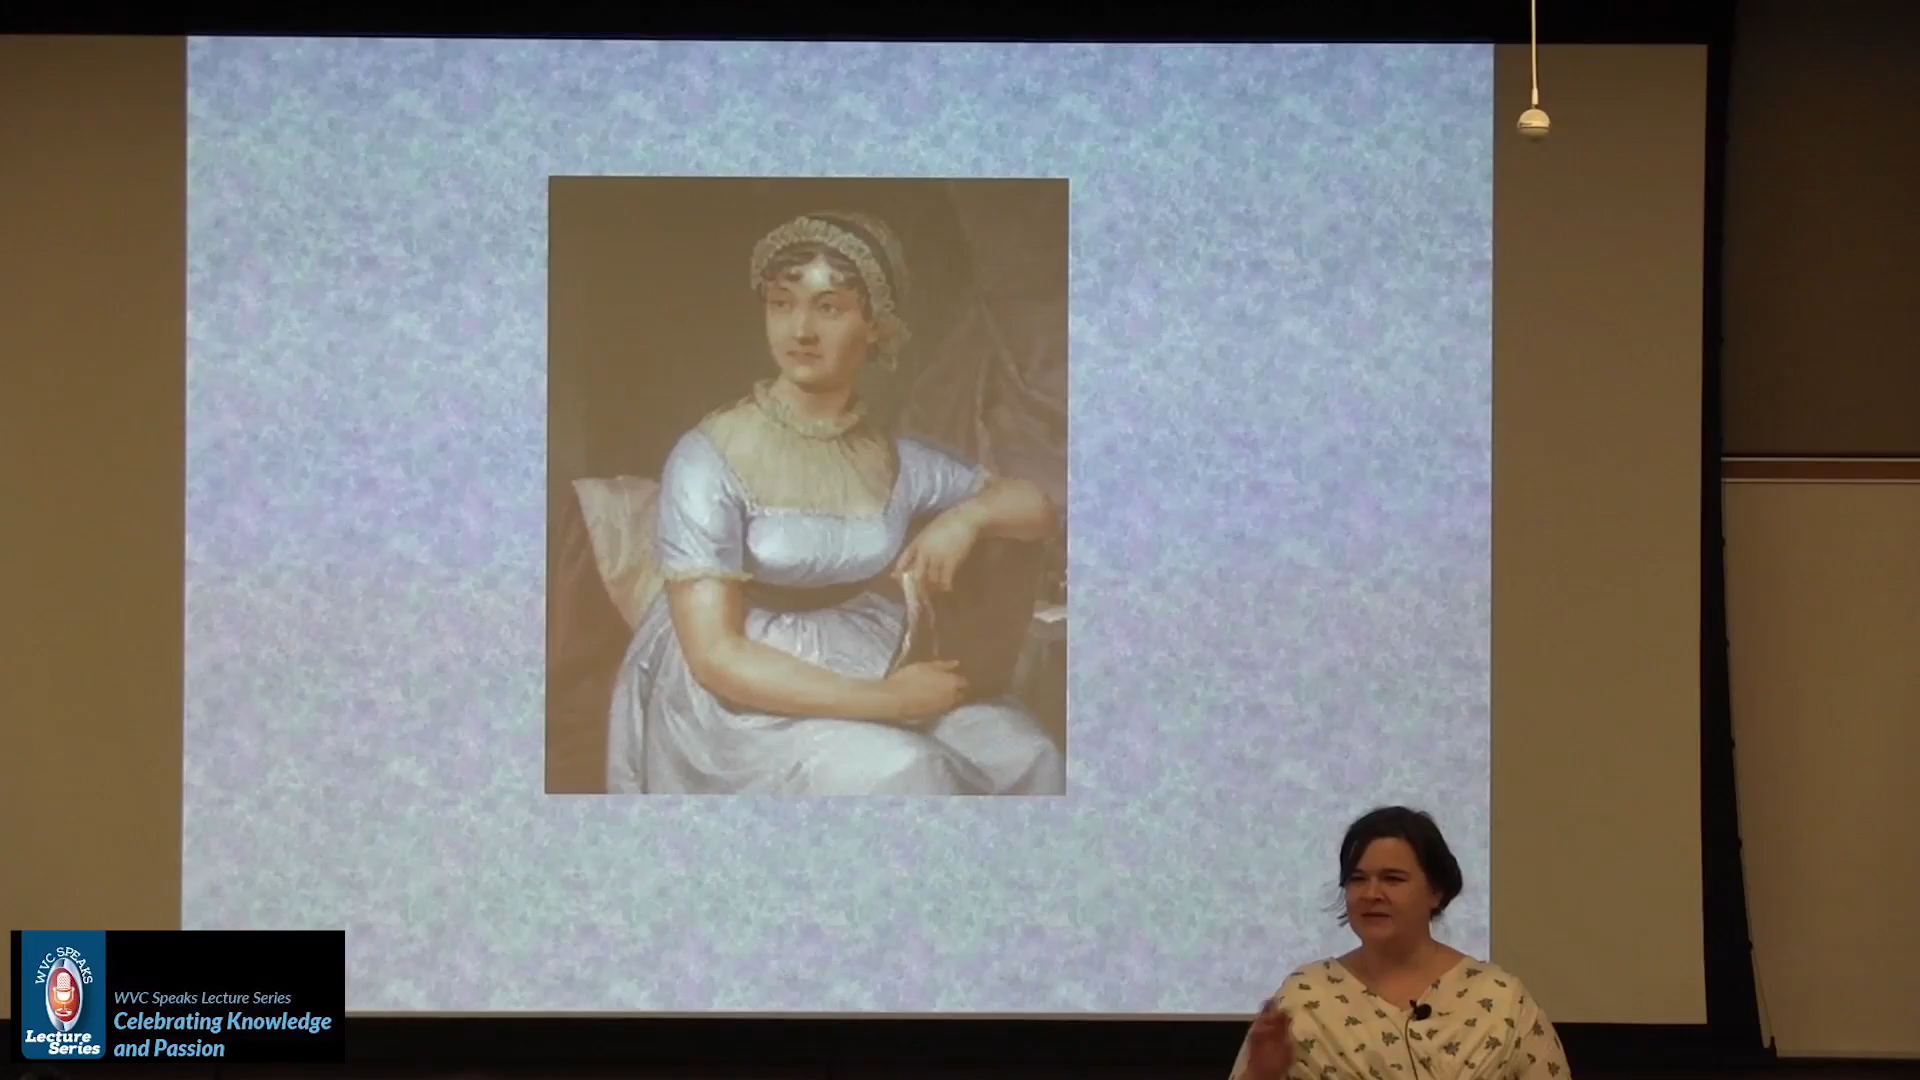 WVC SPEAKS
Lecture
Series
WVC Speaks Lecture Series
Celebrating Knowledge
and Passion